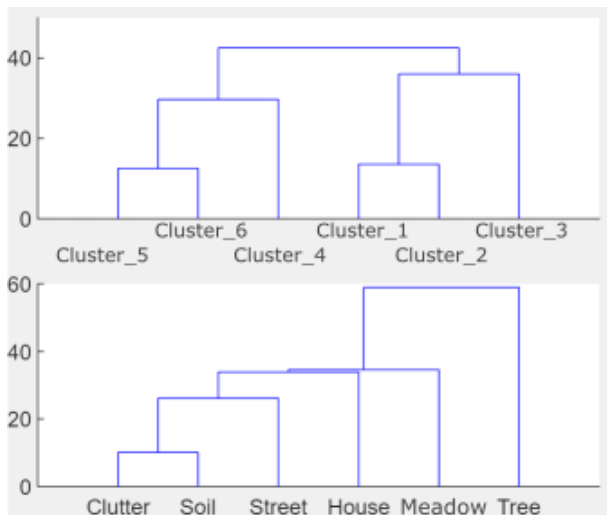 40
20
0
Cluster_6 Cluster_1 Cluster_3
Cluster_5 Cluster_4 Cluster_2
60
40
20
0
Clutter Soil Street House Meadow Tree